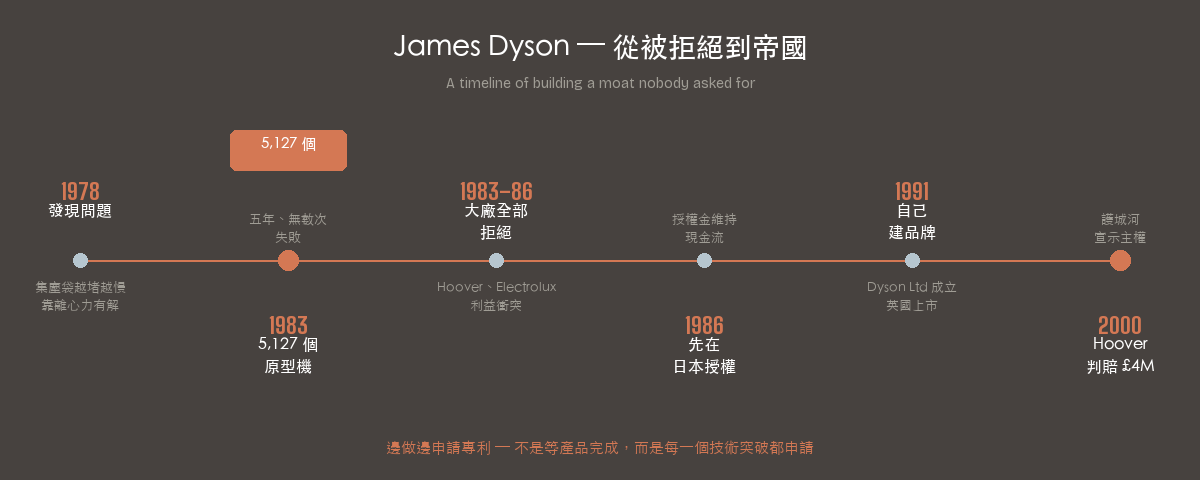 James Dyson — 從被拒絕到帝國
A timeline of building a moat nobody asked for
5,127 個
1978
發現問題
集塵袋越堵越慢
靠離心力有解
五年、無數次
失敗
1983
5,127 個
原型機
1983–86
大廠全部
拒絕
Hoover、Electrolux
利益衝突
授權金維持
現金流
1986
先在
日本授權
1991
自己
建品牌
Dyson Ltd 成立
英國上市
護城河
宣示主權
2000
Hoover
判賠 £4M
邊做邊申請專利 — 不是等產品完成，而是每一個技術突破都申請